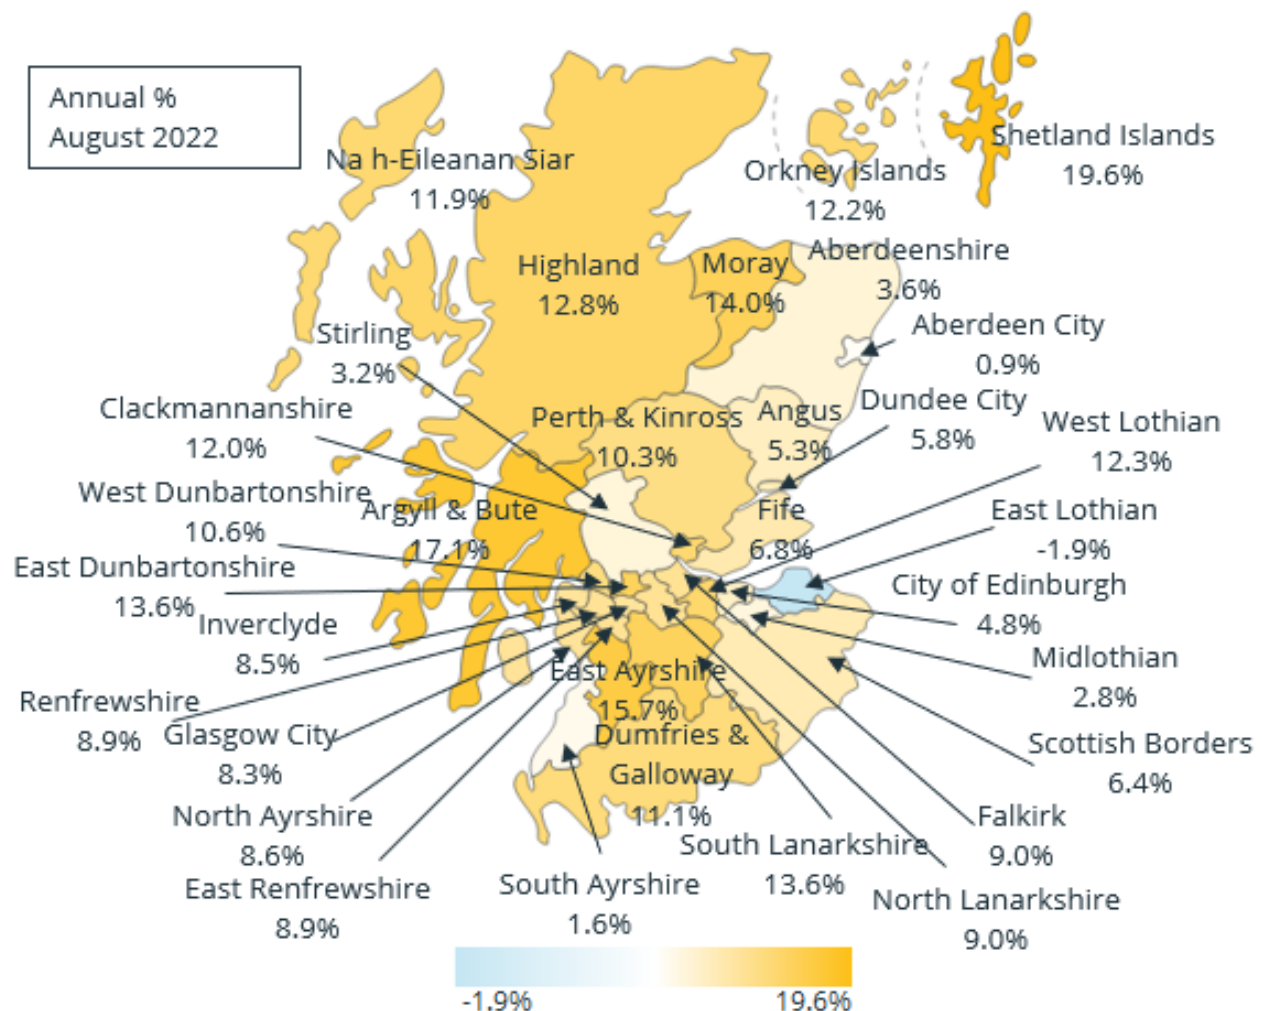 Annual %
August 2022
Shetland Islands
19.6%
Na h-Eileanan Siar
11.9%
Orkney Islands
12.2%
Aberdeenshire
3.6%
Highland
12.8%
Moray
14.0%
Aberdeen City
0.9%
Stirling
3.2%
Clackmannanshire
12.0%
Perth & Kinross
10.3%
Angus
5.3%
Dundee City
5.8%
West Lothian
12.3%
West Dunbartonshire
10.6%
Argyll & Bute
17.1%
Fife
6.8%
East Lothian
-1.9%
East Dunbartonshire
13.6%
City of Edinburgh
4.8%
Inverclyde
8.5%
Midlothian
2.8%
East Ayrshire
15.7%
Renfrewshire
8.9%
Glasgow City
8.3%
Dumfries &
Galloway
11.1%
Scottish Borders
6.4%
North Ayrshire
8.6%
Falkirk
9.0%
South Lanarkshire
13.6%
East Renfrewshire
8.9%
South Ayrshire
1.6%
North Lanarkshire
9.0%
-1.9%
19.6%